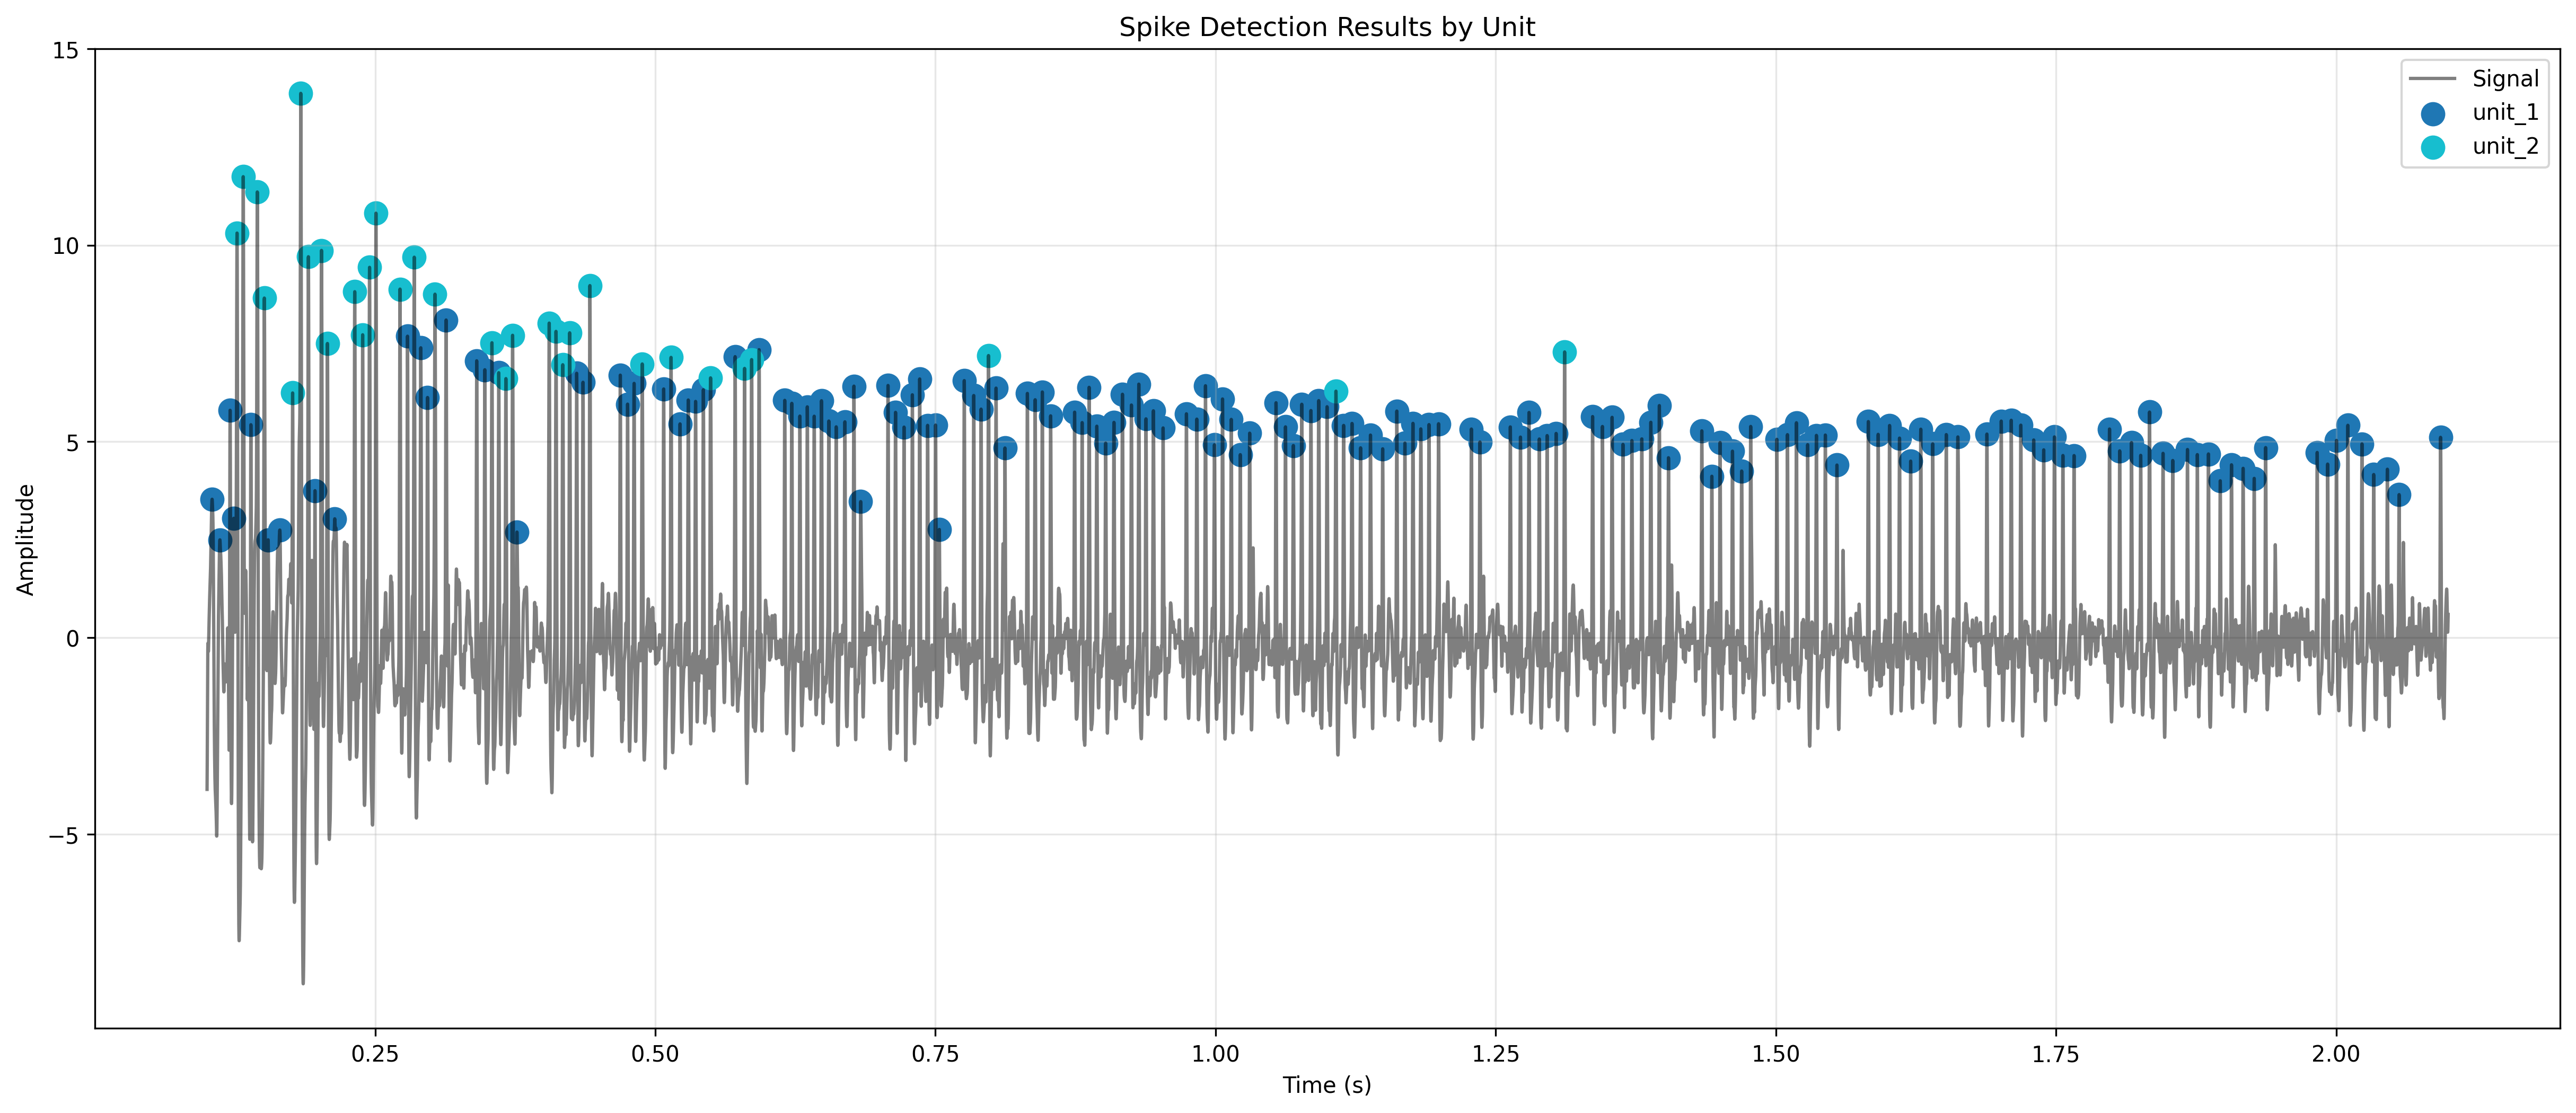 Spike Detection Results by Unit
Signal
unit_1
unit_2
Amplitude
15
10
5
0
−5
0.25
0.50
0.75
1.00
1.25
1.50
1.75
2.00
Time (s)